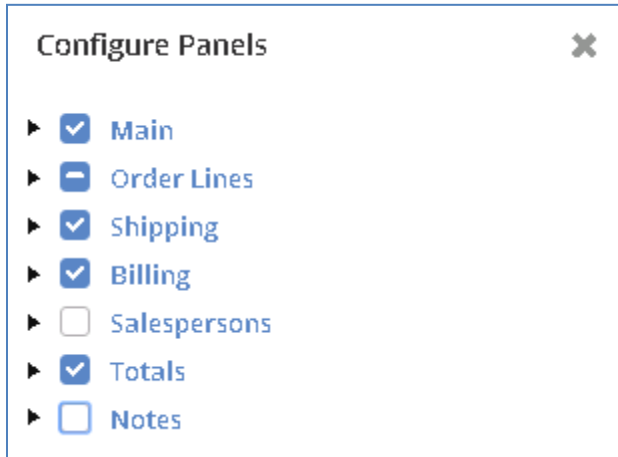 Configure Panels
Main
Order Lines
Shipping
Billing
Salespersons
Totals
Notes